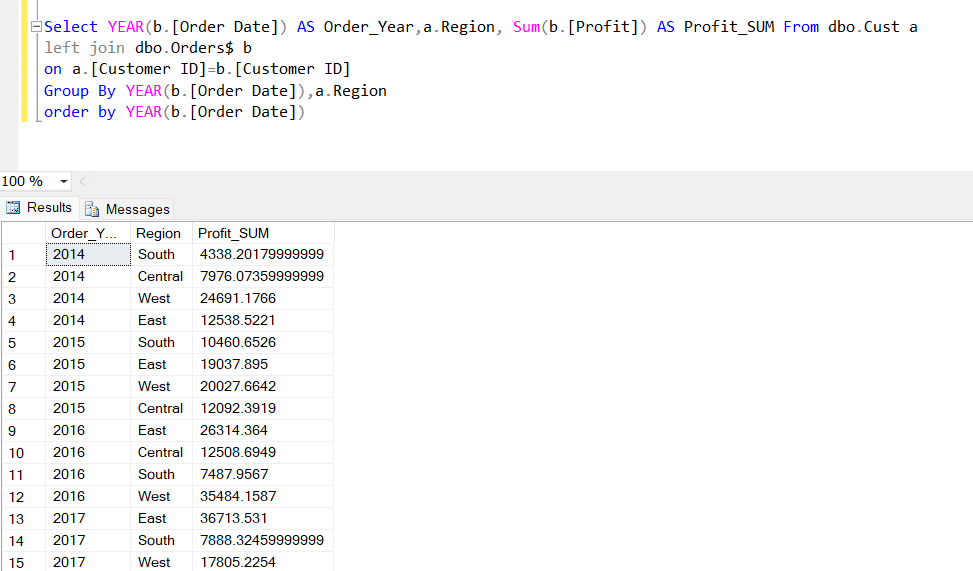 Select YEAR(b.[Order Date]) AS Order_Year,a.Region, Sum(b.[Profit]) AS Profit_SUM From dbo.Cust a
left join dbo.Orders$ b
on a.[Customer ID]=b.[Customer ID]
Group By YEAR(b.[Order Date]),a.Region
order by YEAR(b.[Order Date])
100 %
Results Messages
Order_Y... Region Profit_SUM
1 2014 South 4338.20179999999
2 2014 Central 7976.07359999999
3 2014 West 24691.1766
4 2014 East 12538.5221
5 2015 South 10460.6526
6 2015 East 19037.895
7 2015 West 20027.6642
8 2015 Central 12092.3919
9 2016 East 26314.364
10 2016 Central 12508.6949
11 2016 South 7487.9567
12 2016 West 35484.1587
13 2017 East 36713.531
14 2017 South 7888.32459999999
15 2017 West 17805.2254